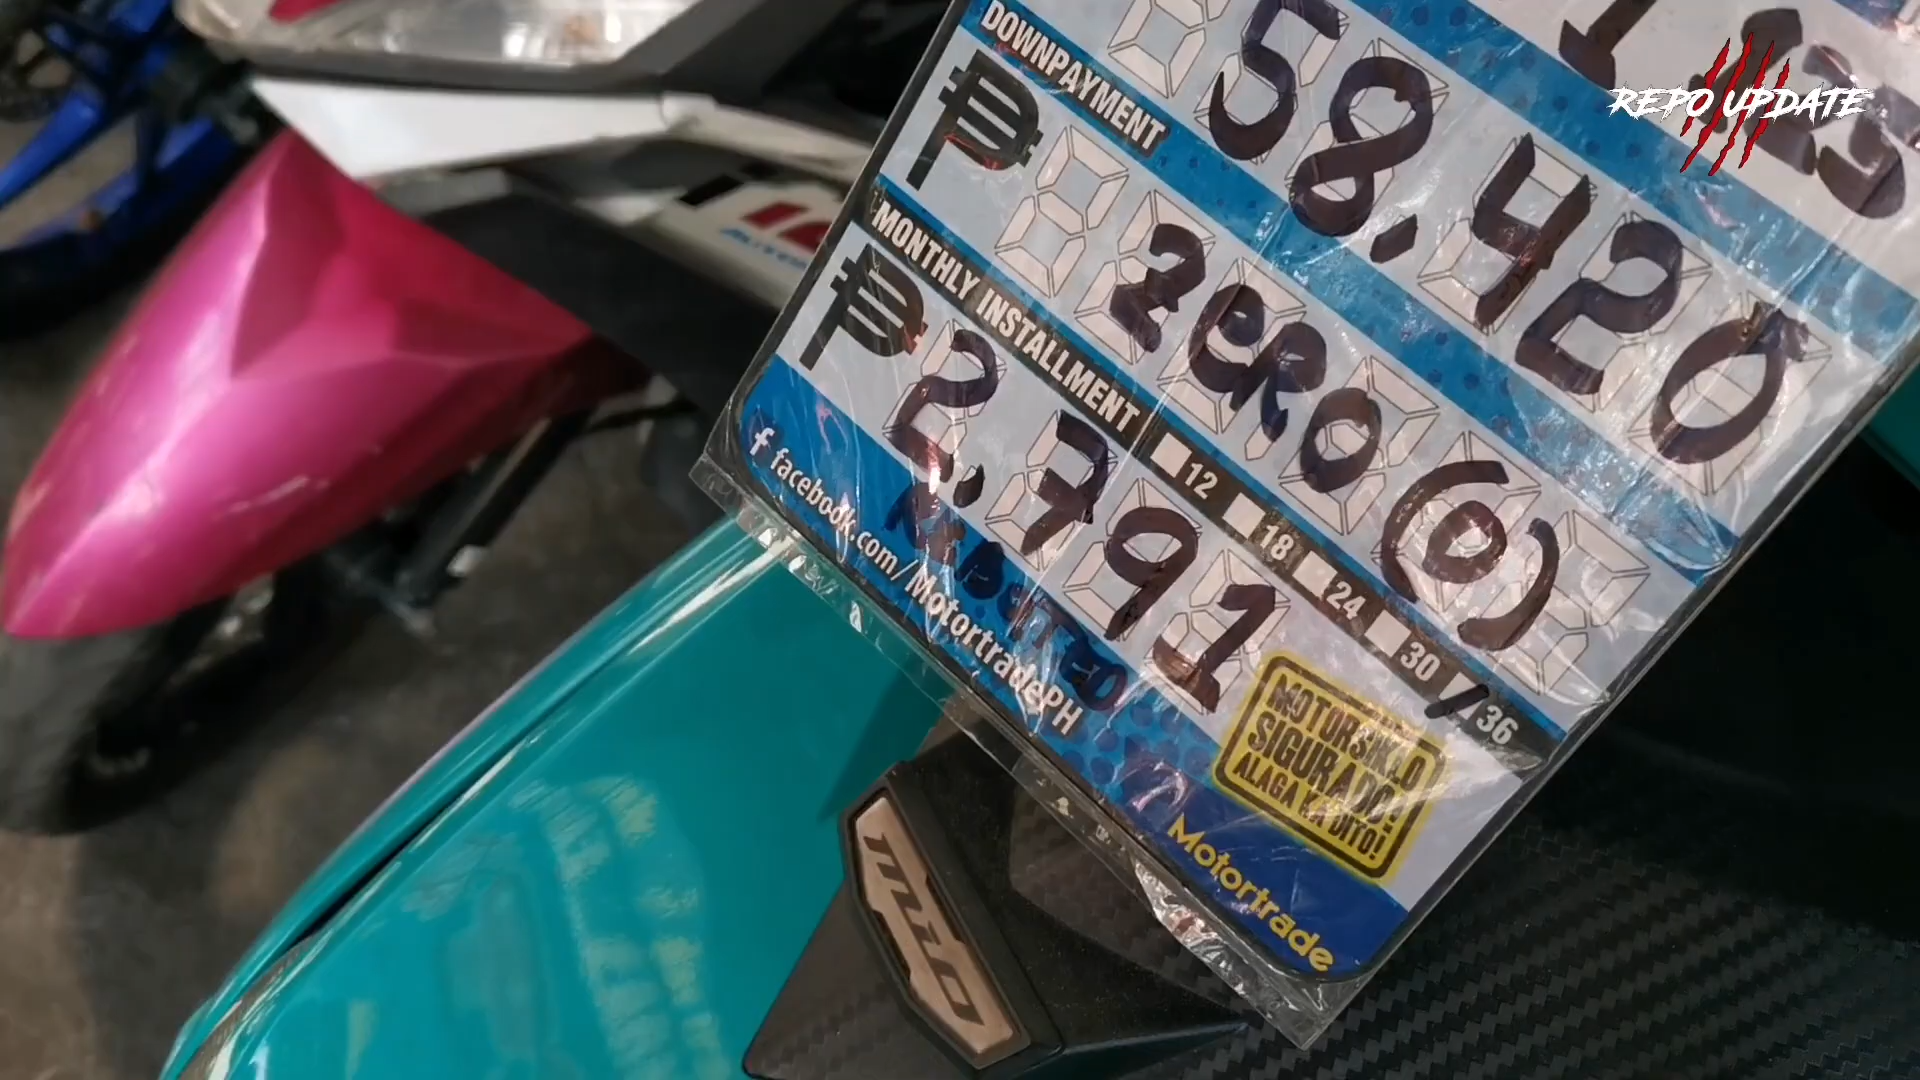 REPO UPDATE
58.420
DOWNPAYMENT
₱ zero (0)
MONTHLY INSTALLMENT 12 18 24 30 36
₱ 2.791
REBATED
facebook.com/MotortradePH
MOTORSIKLO
SIGURADO!
ALAGA KA DITO!
Motortrade
mio